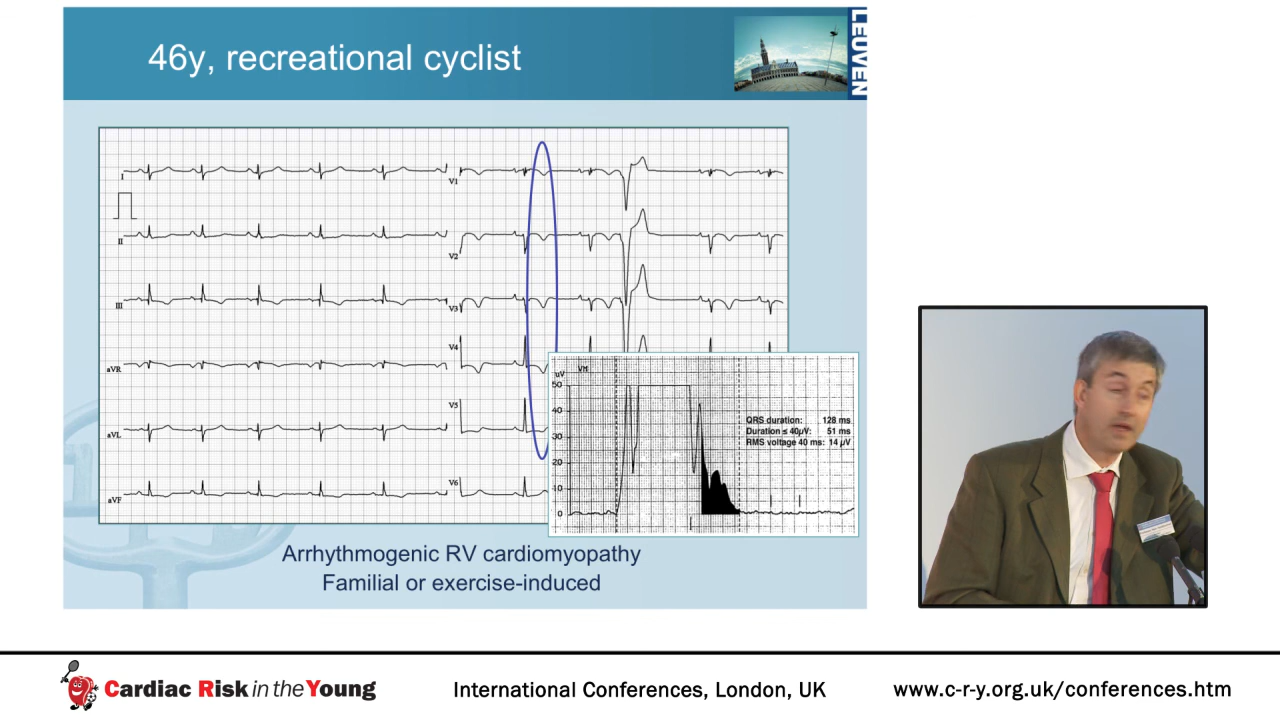 46y, recreational cyclist
LEUVEN
I
II
III
aVR
aVL
aVF
V1
V2
V3
V4
V5
V6
uV
VM
50
40
30
20
10
0
QRS duration: 128 ms
Duration ≤ 40µV: 51 ms
RMS voltage 40 ms: 14 µV
Arrhythmogenic RV cardiomyopathy
Familial or exercise-induced
Cardiac Risk in the Young
International Conferences, London, UK
www.c-r-y.org.uk/conferences.htm